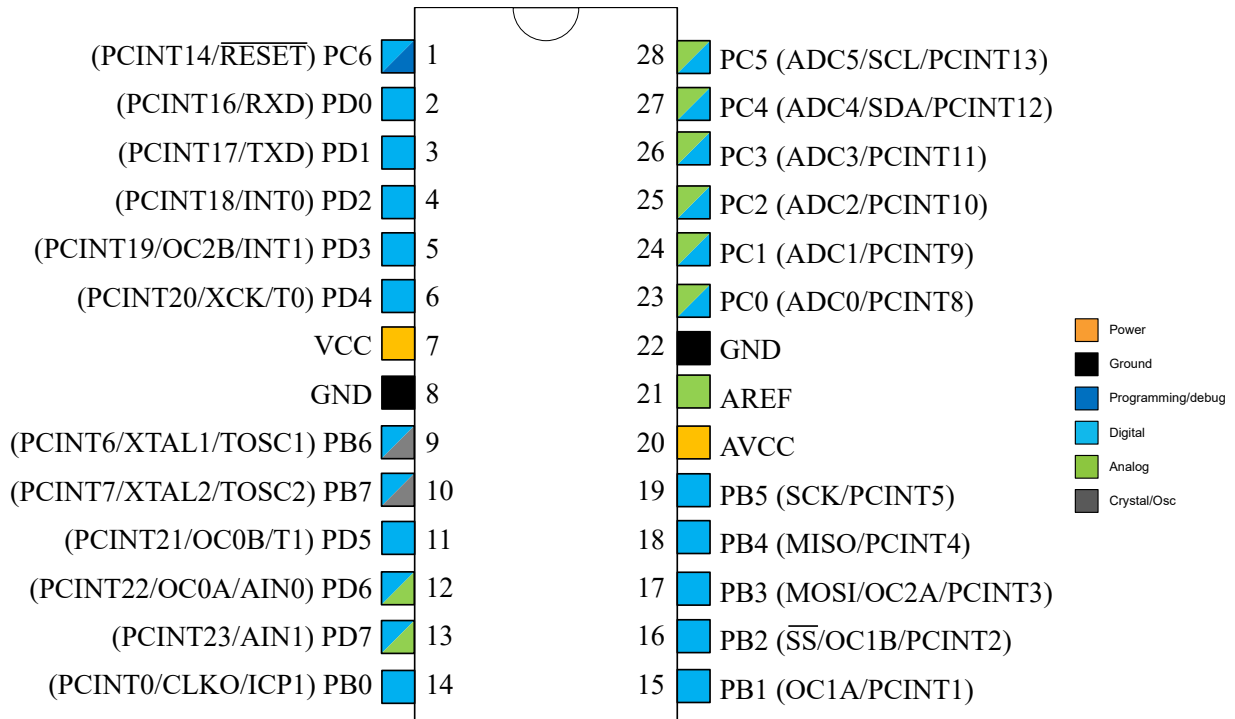 (PCINT14/RESET) PC6 1
(PCINT16/RXD) PD0 2
(PCINT17/TXD) PD1 3
(PCINT18/INT0) PD2 4
(PCINT19/OC2B/INT1) PD3 5
(PCINT20/XCK/T0) PD4 6
VCC 7
GND 8
(PCINT6/XTAL1/TOSC1) PB6 9
(PCINT7/XTAL2/TOSC2) PB7 10
(PCINT21/OC0B/T1) PD5 11
(PCINT22/OC0A/AIN0) PD6 12
(PCINT23/AIN1) PD7 13
(PCINT0/CLKO/ICP1) PB0 14
28 PC5 (ADC5/SCL/PCINT13)
27 PC4 (ADC4/SDA/PCINT12)
26 PC3 (ADC3/PCINT11)
25 PC2 (ADC2/PCINT10)
24 PC1 (ADC1/PCINT9)
23 PC0 (ADC0/PCINT8)
22 GND
21 AREF
20 AVCC
19 PB5 (SCK/PCINT5)
18 PB4 (MISO/PCINT4)
17 PB3 (MOSI/OC2A/PCINT3)
16 PB2 (SS/OC1B/PCINT2)
15 PB1 (OC1A/PCINT1)
Power
Ground
Programming/debug
Digital
Analog
Crystal/Osc